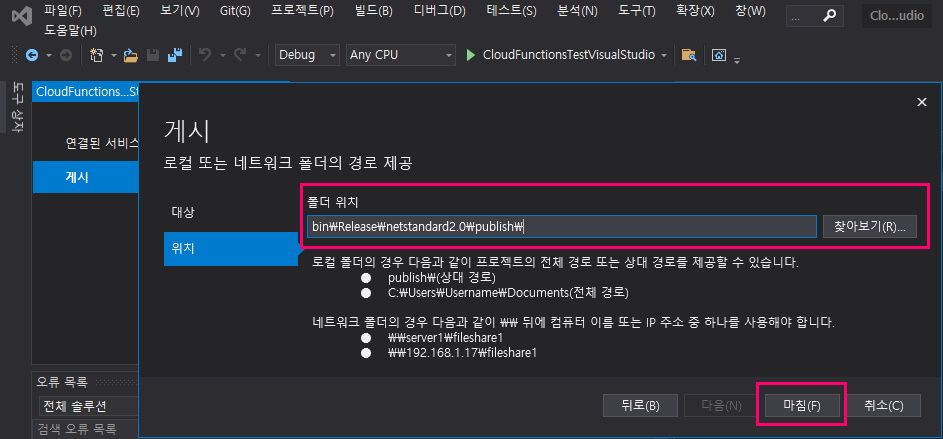 파일(F) 편집(E) 보기(V) Git(G) 프로젝트(P) 빌드(B) 디버그(D) 테스트(S) 분석(N) 도구(T) 확장(X) 창(W) ... Clo...udio
도움말(H)
Debug Any CPU CloudFunctionsTestVisualStudio
도구 상자
CloudFunctions...St
연결된 서비스
게시
게시
로컬 또는 네트워크 폴더의 경로 제공
대상
위치
폴더 위치
bin₩Release₩netstandard2.0₩publish₩ 찾아보기(R)...
로컬 폴더의 경우 다음과 같이 프로젝트의 전체 경로 또는 상대 경로를 제공할 수 있습니다.
● publish₩(상대 경로)
● C:₩Users₩Username₩Documents(전체 경로)
네트워크 폴더의 경우 다음과 같이 ₩₩ 뒤에 컴퓨터 이름 또는 IP 주소 중 하나를 사용해야 합니다.
● ₩₩server1₩fileshare1
● ₩₩192.168.1.17₩fileshare1
오류 목록
전체 솔루션
검색 오류 목록
뒤로(B) 다음(N) 마침(F) 취소(C)